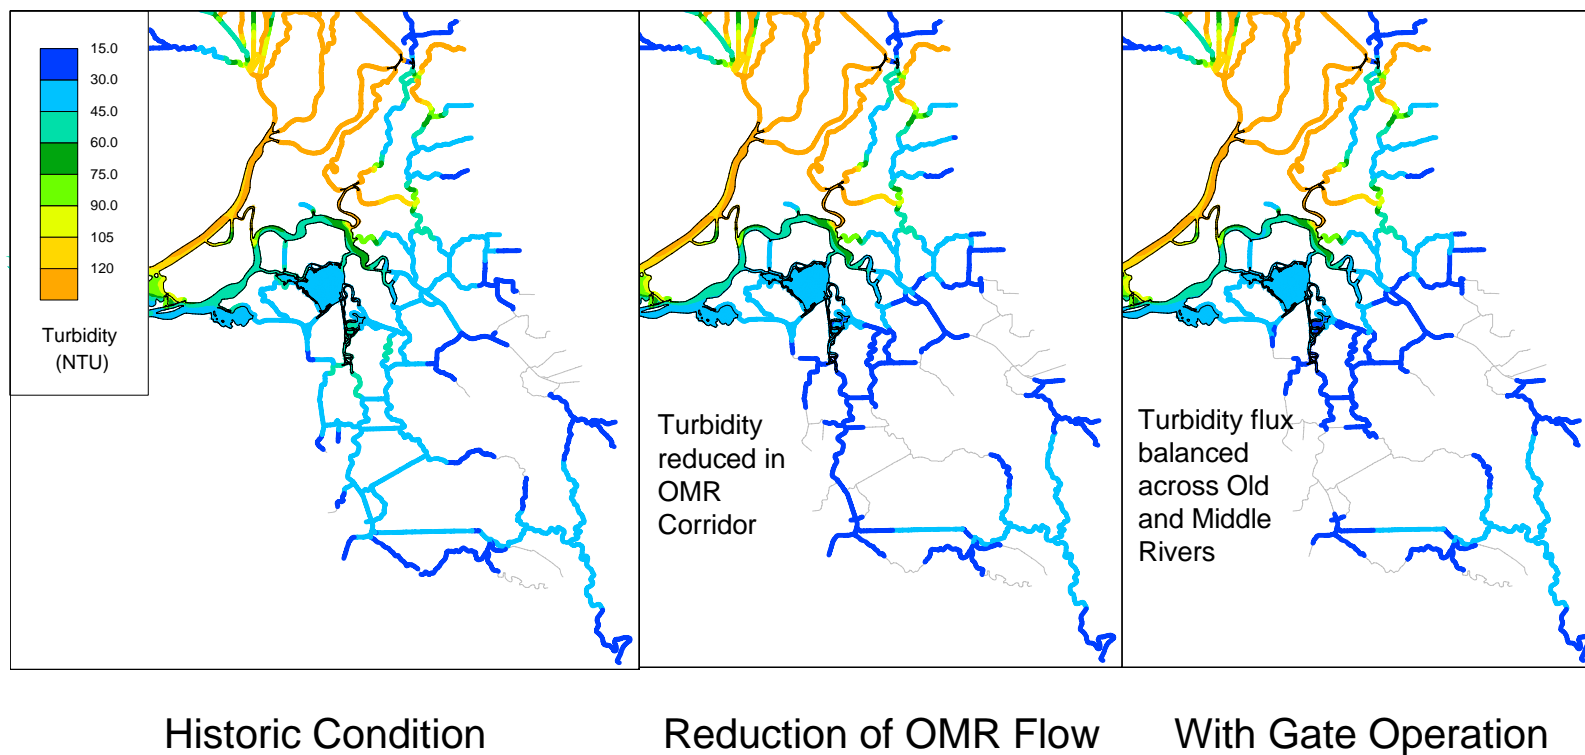 15.0
30.0
45.0
60.0
75.0
90.0
105
120
Turbidity
(NTU)
Turbidity
reduced in
OMR
Corridor
Turbidity flux
balanced
across Old
and Middle
Rivers
Historic Condition
Reduction of OMR Flow
With Gate Operation